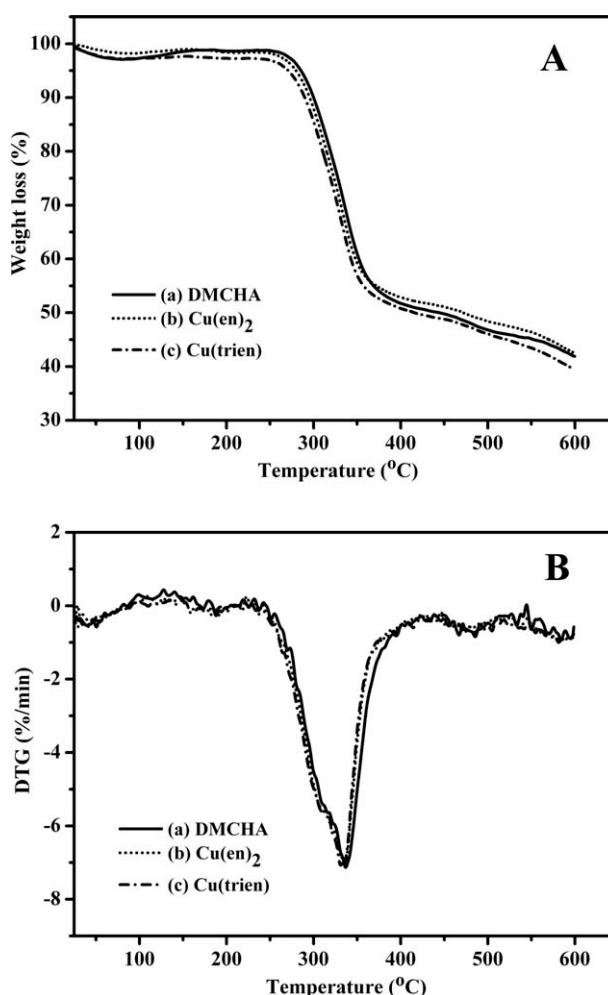 A
100
90
80
70
60
50
40
30
Weight loss (%)
(a) DMCHA
(b) Cu(en)2
(c) Cu(trien)
100 200 300 400 500 600
Temperature (oC)
B
2
0
-2
-4
-6
-8
DTG (%/min)
(a) DMCHA
(b) Cu(en)2
(c) Cu(trien)
100 200 300 400 500 600
Temperature (oC)